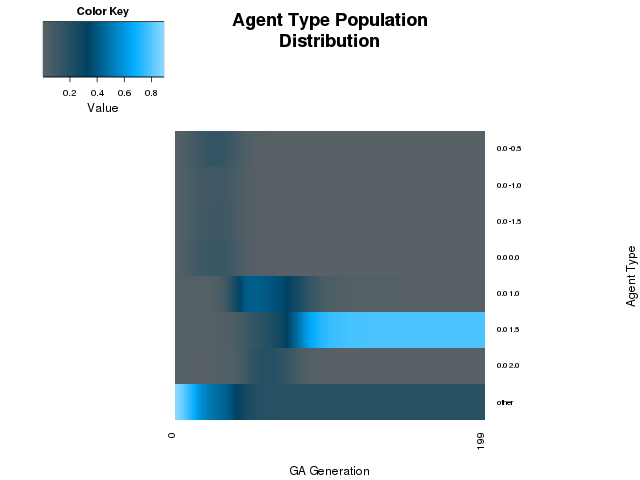 Color Key
0.2 0.4 0.6 0.8
Value
Agent Type Population
Distribution
0.0 -0.5
0.0 -1.0
0.0 -1.5
0.0 0.0
0.0 1.0
0.0 1.5
0.0 2.0
other
Agent Type
0 199
GA Generation